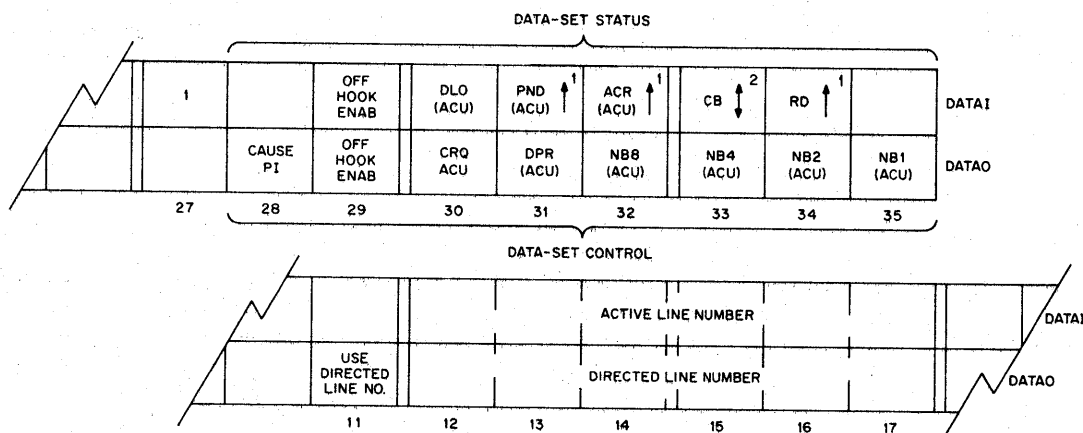 DATA-SET STATUS
1
OFF
HOOK
ENAB
DLO
(ACU)
PND
(ACU)
1
ACR
(ACU)
1
CB
2
RD
1
DATAI
CAUSE
PI
OFF
HOOK
ENAB
CRQ
ACU
DPR
(ACU)
NB8
(ACU)
NB4
(ACU)
NB2
(ACU)
NB1
(ACU)
DATAO
27 28 29 30 31 32 33 34 35
DATA-SET CONTROL
ACTIVE LINE NUMBER
DATAI
USE
DIRECTED
LINE NO.
DIRECTED LINE NUMBER
DATAO
11 12 13 14 15 16 17